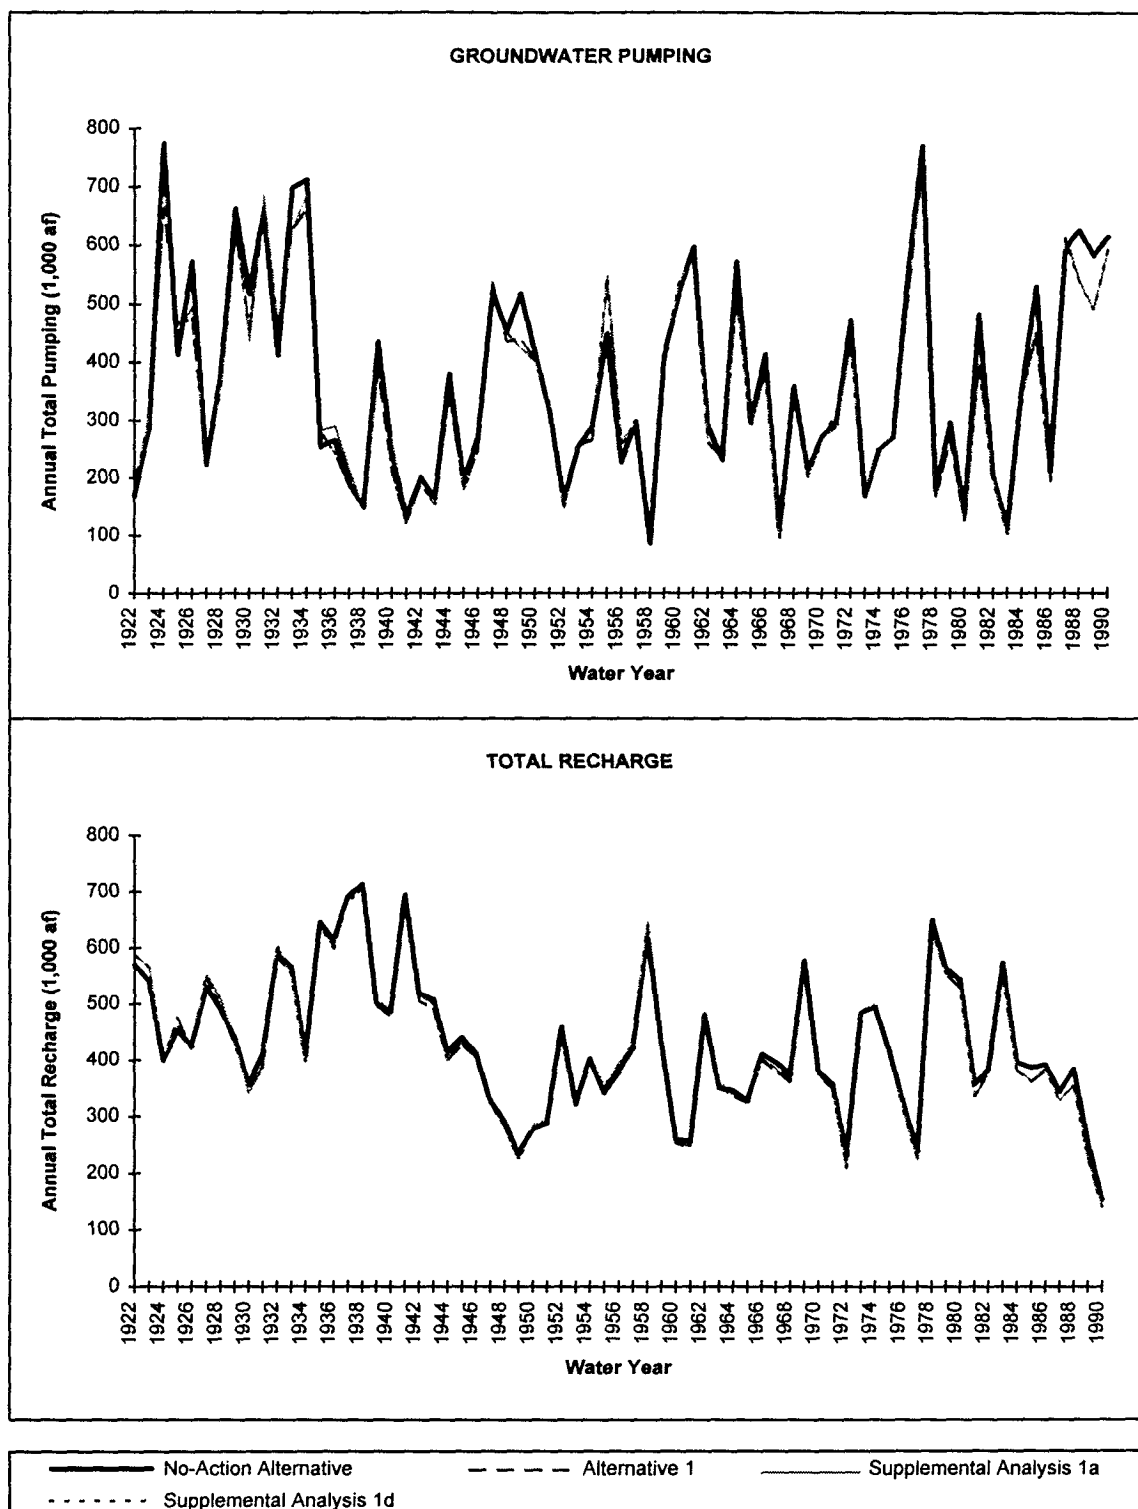 GROUNDWATER PUMPING
800
700
600
500
400
300
200
100
0
Annual Total Pumping (1,000 af)
1922 1924 1926 1928 1930 1932 1934 1936 1938 1940 1942 1944 1946 1948 1950 1952 1954 1956 1958 1960 1962 1964 1966 1968 1970 1972 1974 1976 1978 1980 1982 1984 1986 1988 1990
Water Year
TOTAL RECHARGE
800
700
600
500
400
300
200
100
0
Annual Total Recharge (1,000 af)
1922 1924 1926 1928 1930 1932 1934 1936 1938 1940 1942 1944 1946 1948 1950 1952 1954 1956 1958 1960 1962 1964 1966 1968 1970 1972 1974 1976 1978 1980 1982 1984 1986 1988 1990
Water Year
No-Action Alternative Alternative 1 Supplemental Analysis 1a
Supplemental Analysis 1d